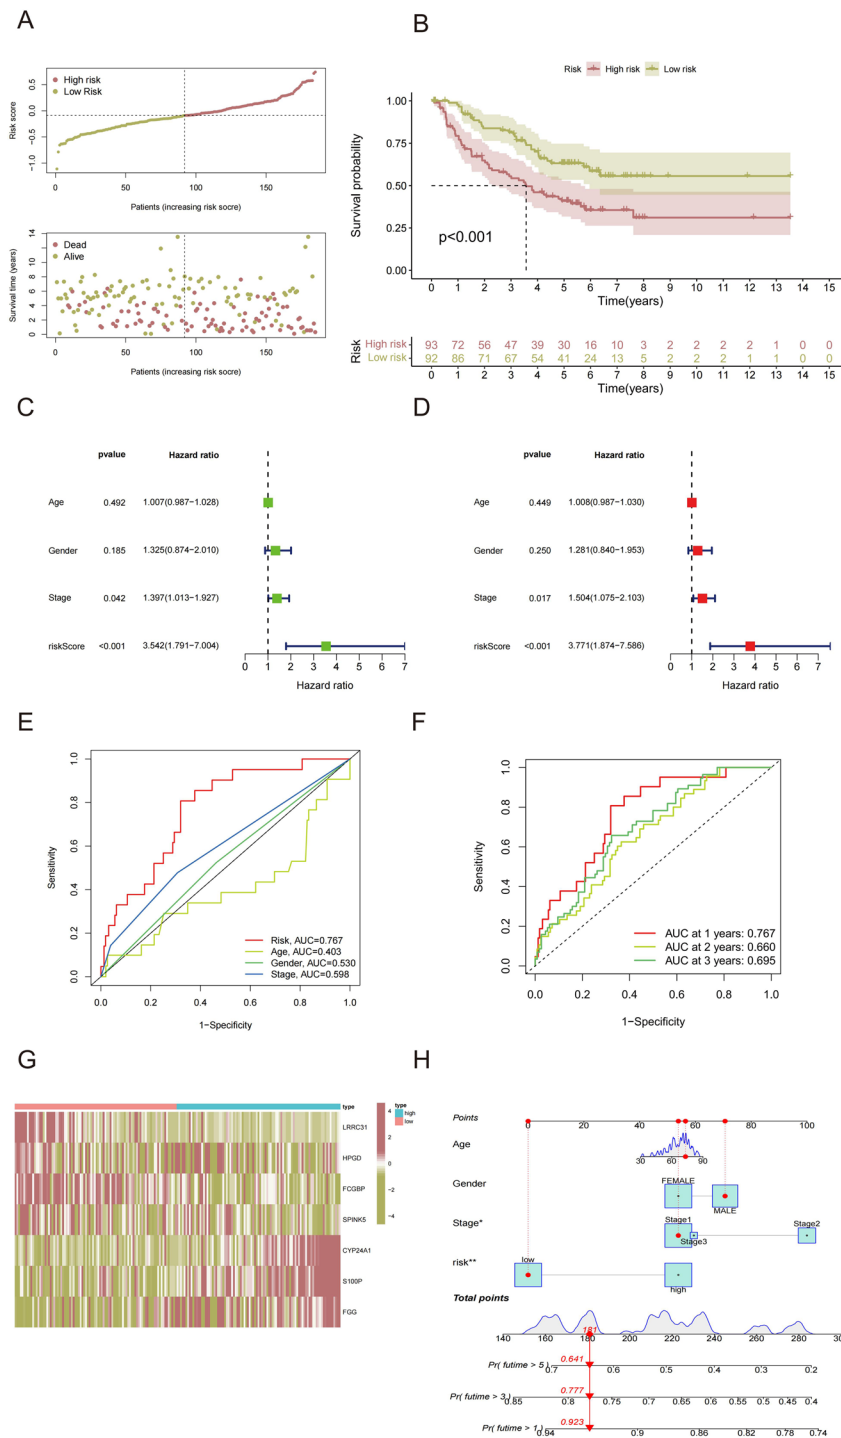 A
High risk
Low Risk
Risk score
0.5
0.0
−0.5
−1.0
0 50 100 150
Patients (increasing risk socre)
Dead
Alive
Survival time (years)
14
12
10
8
6
4
2
0
0 50 100 150
Patients (increasing risk socre)
B
Risk High risk Low risk
Survival probability
1.00
0.75
0.50
0.25
0.00
p<0.001
0 1 2 3 4 5 6 7 8 9 10 11 12 13 14 15
Time(years)
Risk
High risk 93 72 56 47 39 30 16 10 3 2 2 2 2 1 0 0
Low risk 92 86 71 67 54 41 24 13 5 2 2 2 1 1 0 0
0 1 2 3 4 5 6 7 8 9 10 11 12 13 14 15
Time(years)
C
pvalue Hazard ratio
Age 0.492 1.007(0.987−1.028)
Gender 0.185 1.325(0.874−2.010)
Stage 0.042 1.397(1.013−1.927)
riskScore <0.001 3.542(1.791−7.004)
0 1 2 3 4 5 6 7
Hazard ratio
D
pvalue Hazard ratio
Age 0.449 1.008(0.987−1.030)
Gender 0.250 1.281(0.840−1.953)
Stage 0.017 1.504(1.075−2.103)
riskScore <0.001 3.771(1.874−7.586)
0 1 2 3 4 5 6 7
Hazard ratio
E
Sensitivity
1.0
0.8
0.6
0.4
0.2
0.0
Risk, AUC=0.767
Age, AUC=0.403
Gender, AUC=0.530
Stage, AUC=0.598
0.0 0.2 0.4 0.6 0.8 1.0
1−Specificity
F
Sensitivity
1.0
0.8
0.6
0.4
0.2
0.0
AUC at 1 years: 0.767
AUC at 2 years: 0.660
AUC at 3 years: 0.695
0.0 0.2 0.4 0.6 0.8 1.0
1−Specificity
G
type
LRRC31
HPGD
FCGBP
SPINK5
CYP24A1
S100P
FGG
4
2
0
−2
−4
type
high
low
H
Points
0 20 40 60 80 100
Age
30 60 90
Gender
FEMALE
MALE
Stage*
Stage1
Stage3
Stage2
risk**
low
high
Total points
181
140 160 180 200 220 240 260 280 300
0.641
Pr( futime > 5 )
0.7 0.6 0.5 0.4 0.3 0.2
0.777
Pr( futime > 3 )
0.85 0.8 0.75 0.7 0.65 0.6 0.55 0.5 0.45 0.4
0.923
Pr( futime > 1 )
0.94 0.9 0.86 0.82 0.78 0.74